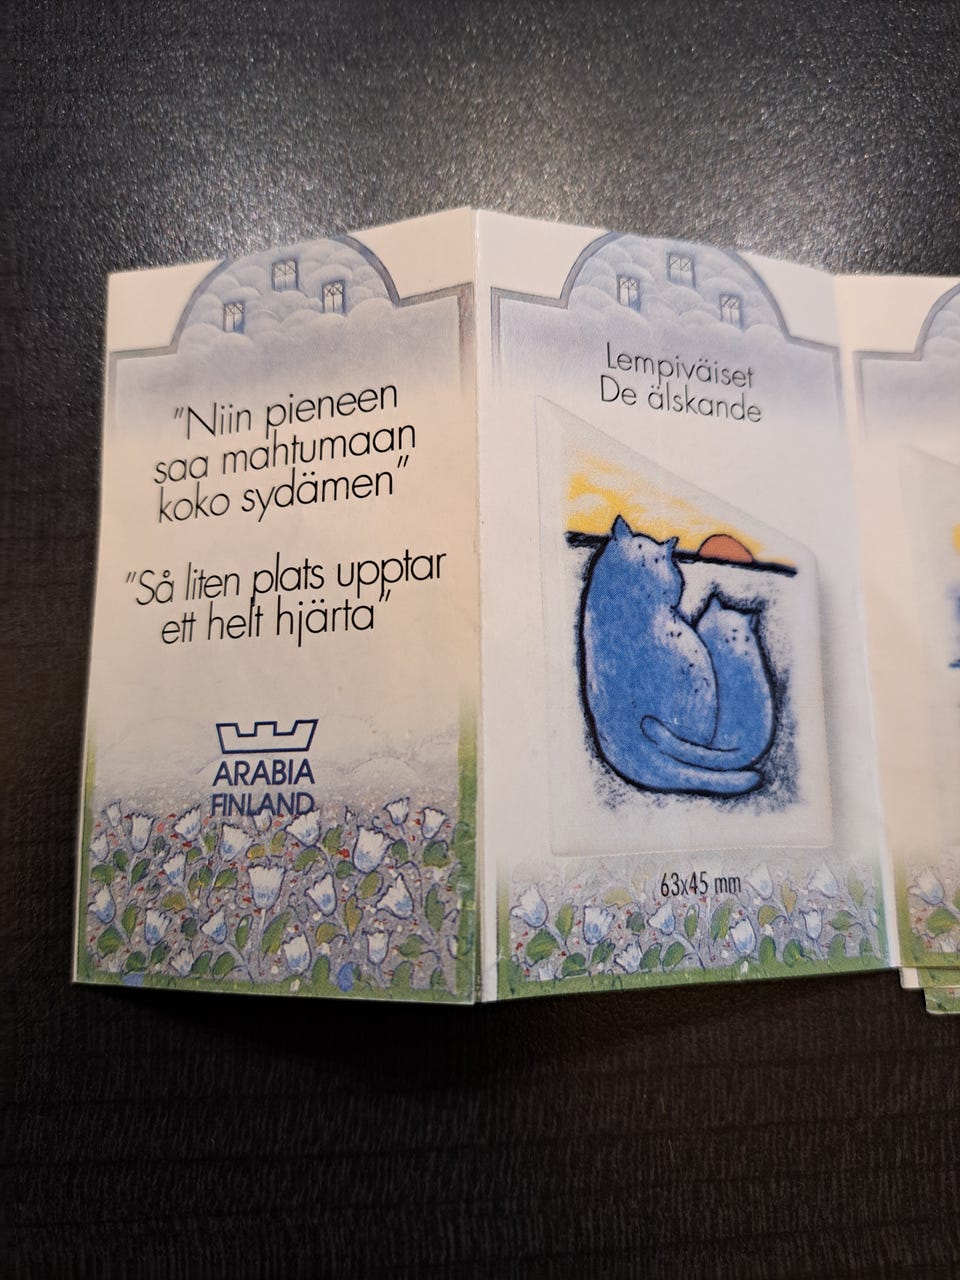 "Niin pieneen
saa mahtumaan
koko sydämen"
"Så liten plats upptar
ett helt hjärta"
ARABIA
FINLAND
Lempiväiset
De älskande
63x45 mm